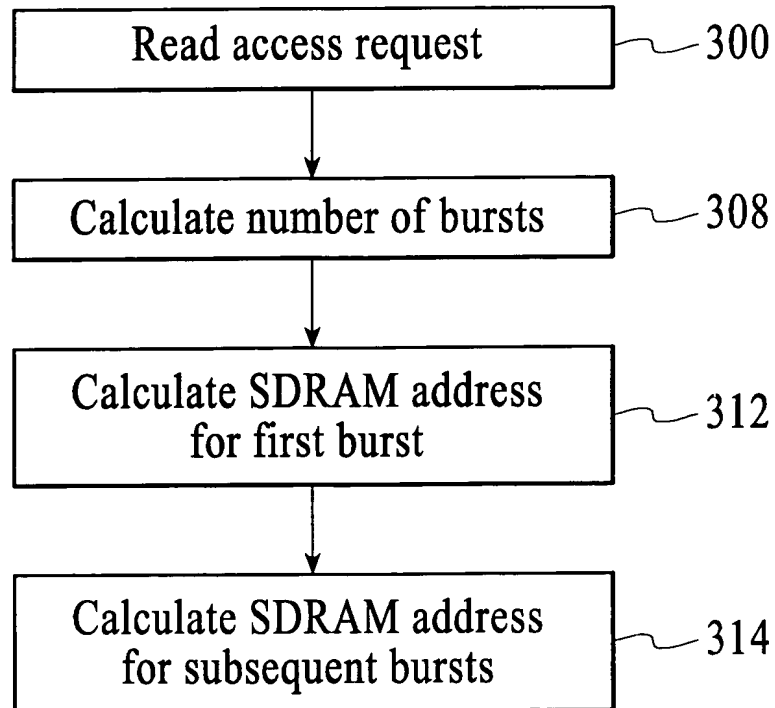 Read access request
300
Calculate number of bursts
308
Calculate SDRAM address
for first burst
312
Calculate SDRAM address
for subsequent bursts
314